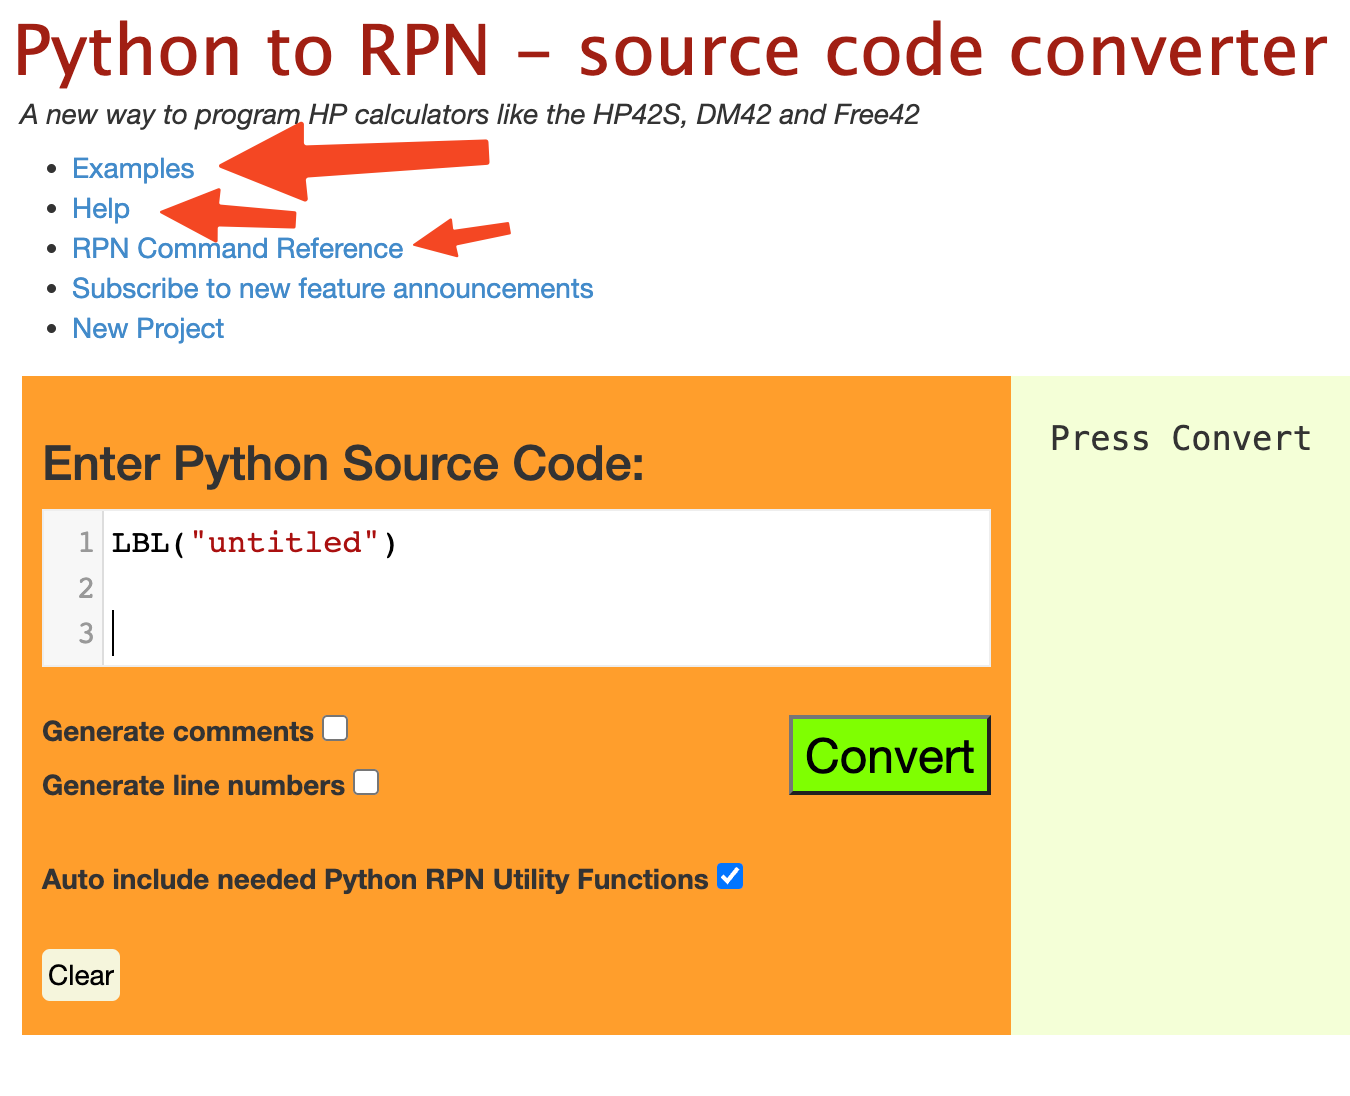 Python to RPN – source code converter
A new way to program HP calculators like the HP42S, DM42 and Free42
• Examples
• Help
• RPN Command Reference
• Subscribe to new feature announcements
• New Project
Enter Python Source Code:
Press Convert
1 LBL("untitled")
2
3
Generate comments
Convert
Generate line numbers
Auto include needed Python RPN Utility Functions
Clear